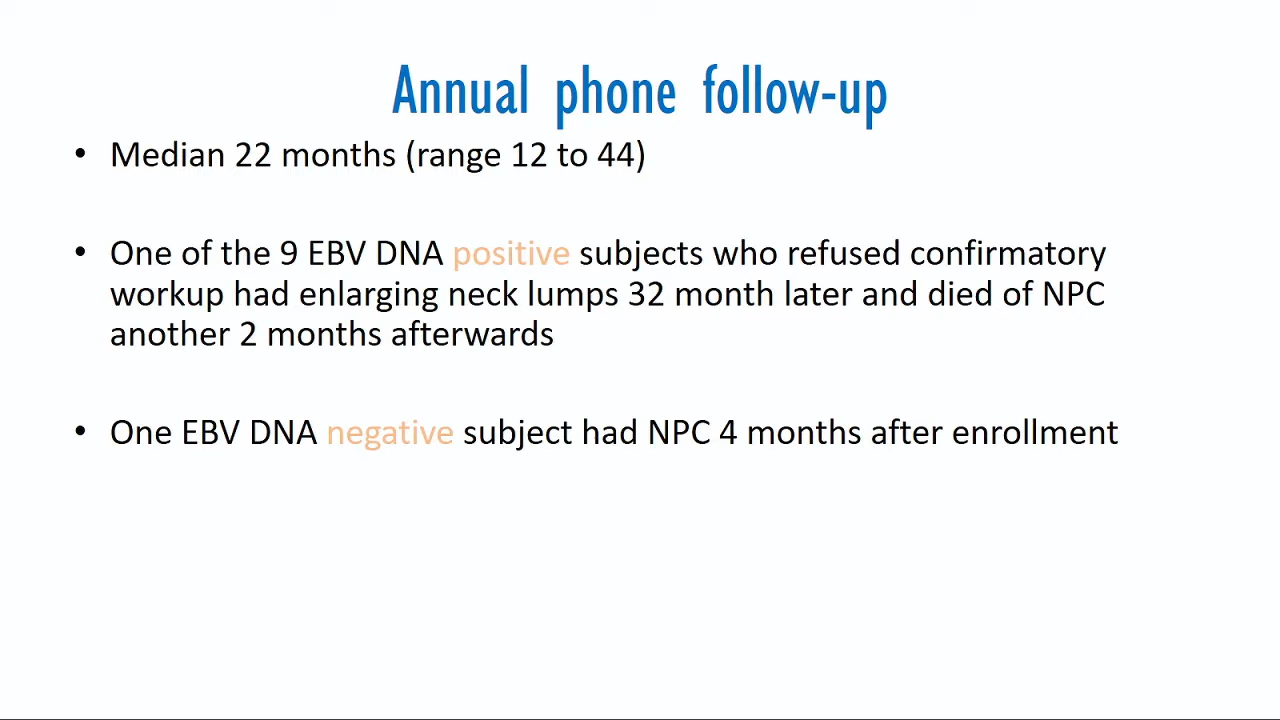 Annual phone follow-up
• Median 22 months (range 12 to 44)
• One of the 9 EBV DNA positive subjects who refused confirmatory
workup had enlarging neck lumps 32 month later and died of NPC
another 2 months afterwards
• One EBV DNA negative subject had NPC 4 months after enrollment